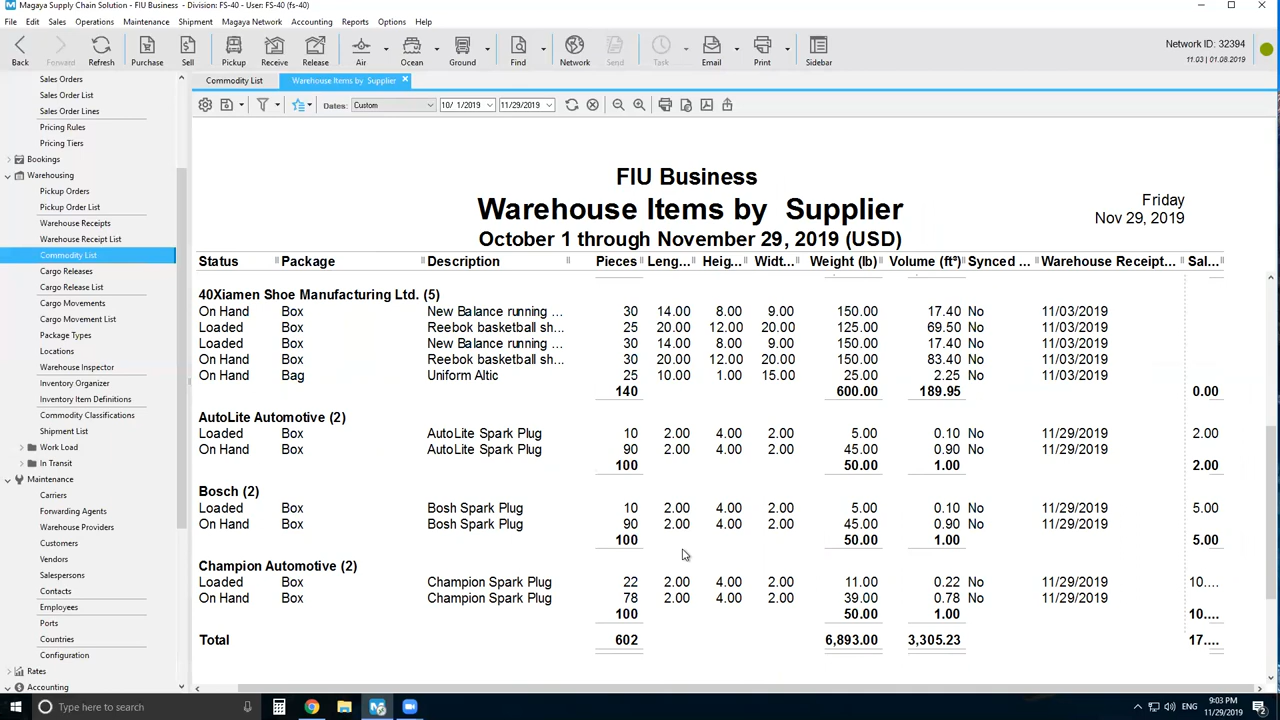 Magaya Supply Chain Solution - FIU Business - Division: FS-40 - User: FS-40 (fs-40)
File Edit Sales Operations Maintenance Shipment Magaya Network Accounting Reports Options Help
Back Forward Refresh Purchase Sell Pickup Receive Release Air Ocean Ground Find Network Send Task Email Print Sidebar
Network ID: 32394
11.03 | 01.08.2019
Commodity List Warehouse Items by Supplier
Dates: Custom 10/ 1/2019 11/29/2019
Sales Orders
Sales Order List
Sales Order Lines
Pricing Rules
Pricing Tiers
Bookings
Warehousing
Pickup Orders
Pickup Order List
Warehouse Receipts
Warehouse Receipt List
Commodity List
Cargo Releases
Cargo Release List
Cargo Movements
Cargo Movement List
Package Types
Locations
Warehouse Inspector
Inventory Organizer
Inventory Item Definitions
Commodity Classifications
Shipment List
Work Load
In Transit
Maintenance
Carriers
Forwarding Agents
Warehouse Providers
Customers
Vendors
Salespersons
Contacts
Employees
Ports
Countries
Configuration
Rates
Accounting
FIU Business
Warehouse Items by Supplier
October 1 through November 29, 2019 (USD)
Friday
Nov 29, 2019
Status Package Description Pieces Leng... Heig... Widt... Weight (lb) Volume (ft³) Synced ... Warehouse Receipt... Sal...
40Xiamen Shoe Manufacturing Ltd. (5)
On Hand Box New Balance running ... 30 14.00 8.00 9.00 150.00 17.40 No 11/03/2019
Loaded Box Reebok basketball sh... 25 20.00 12.00 20.00 125.00 69.50 No 11/03/2019
Loaded Box New Balance running ... 30 14.00 8.00 9.00 150.00 17.40 No 11/03/2019
On Hand Box Reebok basketball sh... 30 20.00 12.00 20.00 150.00 83.40 No 11/03/2019
On Hand Bag Uniform Altic 25 10.00 1.00 15.00 25.00 2.25 No 11/03/2019
140 600.00 189.95 0.00
AutoLite Automotive (2)
Loaded Box AutoLite Spark Plug 10 2.00 4.00 2.00 5.00 0.10 No 11/29/2019 2.00
On Hand Box AutoLite Spark Plug 90 2.00 4.00 2.00 45.00 0.90 No 11/29/2019
100 50.00 1.00 2.00
Bosch (2)
Loaded Box Bosh Spark Plug 10 2.00 4.00 2.00 5.00 0.10 No 11/29/2019 5.00
On Hand Box Bosh Spark Plug 90 2.00 4.00 2.00 45.00 0.90 No 11/29/2019
100 50.00 1.00 5.00
Champion Automotive (2)
Loaded Box Champion Spark Plug 22 2.00 4.00 2.00 11.00 0.22 No 11/29/2019 10....
On Hand Box Champion Spark Plug 78 2.00 4.00 2.00 39.00 0.78 No 11/29/2019
100 50.00 1.00 10....
Total 602 6,893.00 3,305.23 17....
Type here to search
ENG
9:03 PM
11/29/2019
2